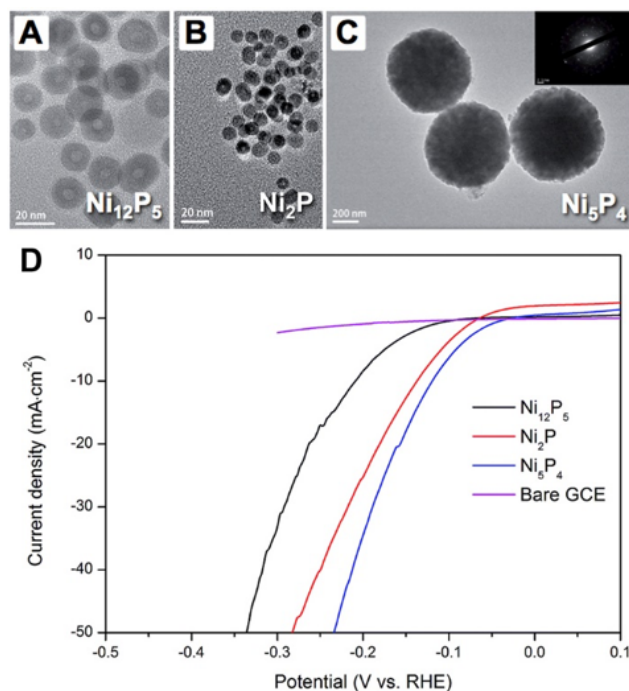 A
B
C
20 nm
Ni₁₂P₅
20 nm
Ni₂P
200 nm
Ni₅P₄
D
10
0
-10
-20
-30
-40
-50
Current density (mA·cm⁻²)
Ni₁₂P₅
Ni₂P
Ni₅P₄
Bare GCE
-0.5
-0.4
-0.3
-0.2
-0.1
0.0
0.1
Potential (V vs. RHE)